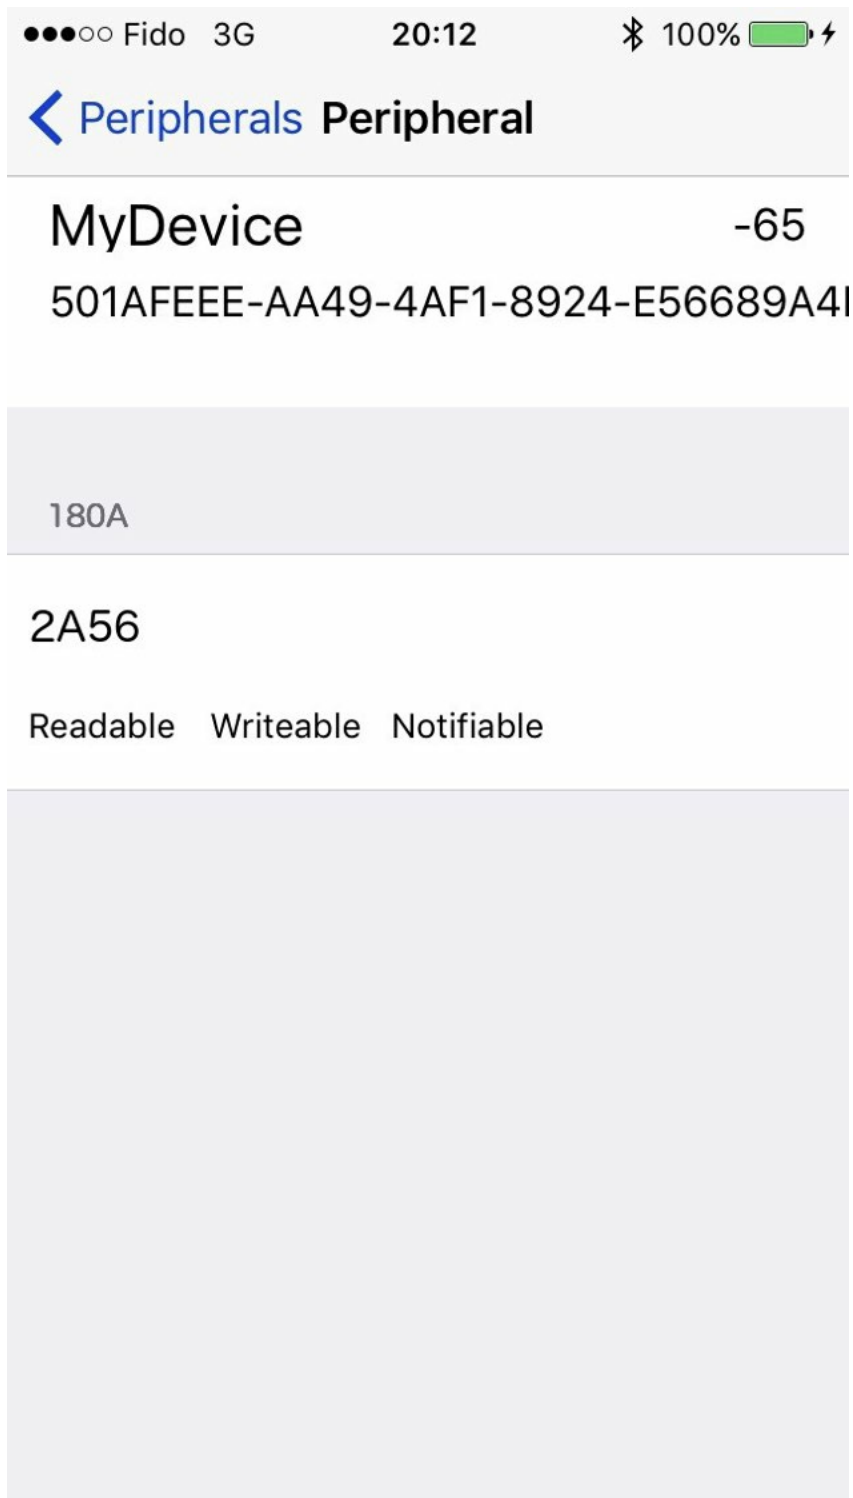 Fido 3G 20:12 100%
Peripherals Peripheral
MyDevice -65
501AFEEE-AA49-4AF1-8924-E56689A4
180A
2A56
Readable Writeable Notifiable